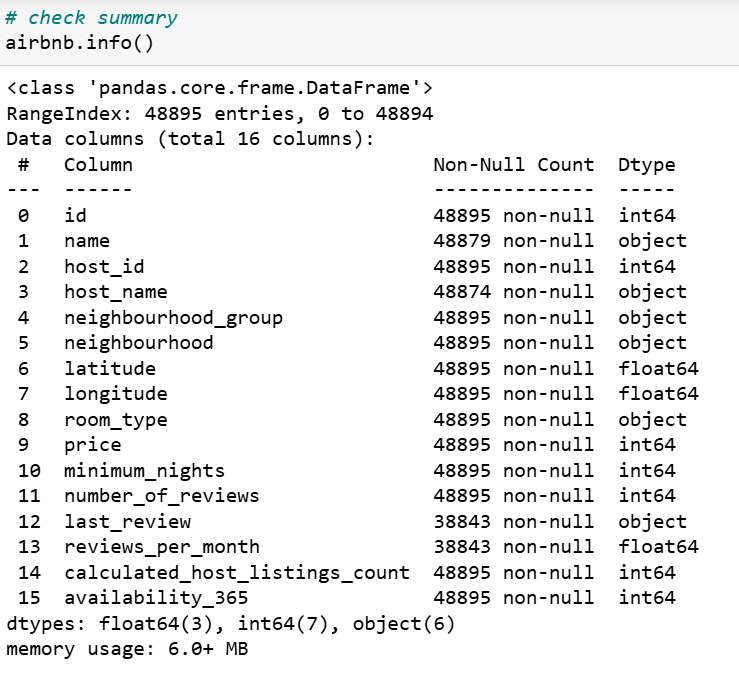 # check summary
airbnb.info()
<class 'pandas.core.frame.DataFrame'>
RangeIndex: 48895 entries, 0 to 48894
Data columns (total 16 columns):
 #   Column                          Non-Null Count  Dtype
---  ------                          --------------  -----
 0   id                              48895 non-null  int64
 1   name                            48879 non-null  object
 2   host_id                         48895 non-null  int64
 3   host_name                       48874 non-null  object
 4   neighbourhood_group             48895 non-null  object
 5   neighbourhood                   48895 non-null  object
 6   latitude                        48895 non-null  float64
 7   longitude                       48895 non-null  float64
 8   room_type                       48895 non-null  object
 9   price                           48895 non-null  int64
 10  minimum_nights                  48895 non-null  int64
 11  number_of_reviews               48895 non-null  int64
 12  last_review                     38843 non-null  object
 13  reviews_per_month               38843 non-null  float64
 14  calculated_host_listings_count  48895 non-null  int64
 15  availability_365                48895 non-null  int64
dtypes: float64(3), int64(7), object(6)
memory usage: 6.0+ MB